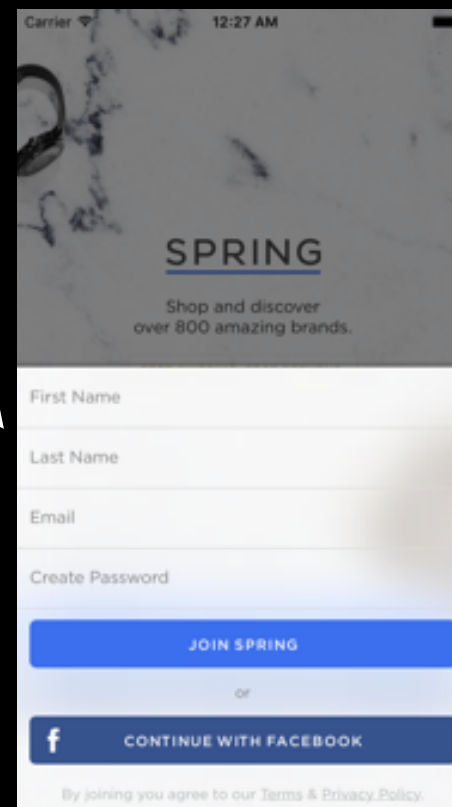 Carrier 12:27 AM
SPRING
Shop and discover
over 800 amazing brands.
First Name
Last Name
Email
Create Password
JOIN SPRING
or
f CONTINUE WITH FACEBOOK
By joining you agree to our Terms & Privacy Policy.